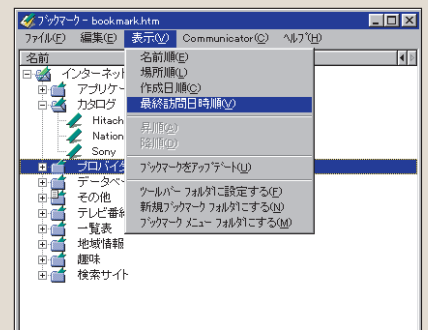 ブックマーク - bookmark.htm
ファイル(F) 編集(E) 表示(V) Communicator(C) ヘルプ(H)
名前
名前順(E)
場所順(L)
作成日順(C)
最終訪問日時順(V)
昇順(A)
降順(D)
ブックマークをアップデート(U)
ツールバー フォルダに設定する(F)
新規ブックマーク フォルダにする(N)
ブックマーク メニュー フォルダにする(M)
インターネット
アプリケー
カタログ
Hitach
Nation
Sony
プロバイダ
データベー
その他
テレビ番組
一覧表
地域情報
趣味
検索サイト